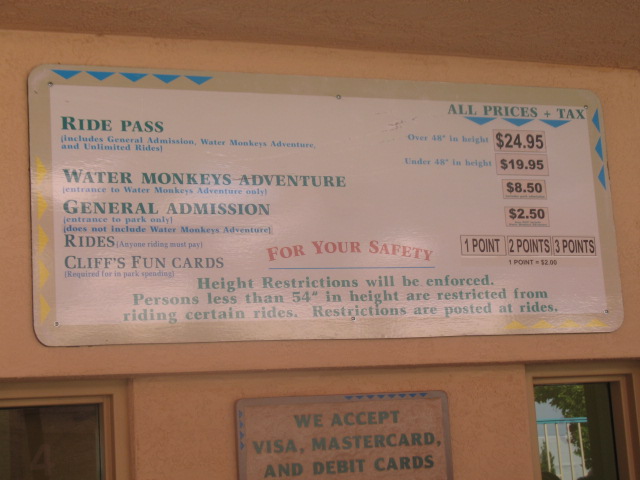 ALL PRICES + TAX
RIDE PASS
(includes General Admission, Water Monkeys Adventure,
and Unlimited Rides)
Over 48" in height $24.95
Under 48" in height $19.95
WATER MONKEYS ADVENTURE
(entrance to Water Monkeys Adventure only)
$8.50
GENERAL ADMISSION
(entrance to park only)
(does not include Water Monkeys Adventure)
$2.50
RIDES (Anyone riding must pay)
1 POINT 2 POINTS 3 POINTS
1 POINT = $2.00
CLIFF'S FUN CARDS
(Required for in park spending)
FOR YOUR SAFETY
Height Restrictions will be enforced.
Persons less than 54" in height are restricted from
riding certain rides. Restrictions are posted at rides.
WE ACCEPT
VISA, MASTERCARD,
AND DEBIT CARDS
4